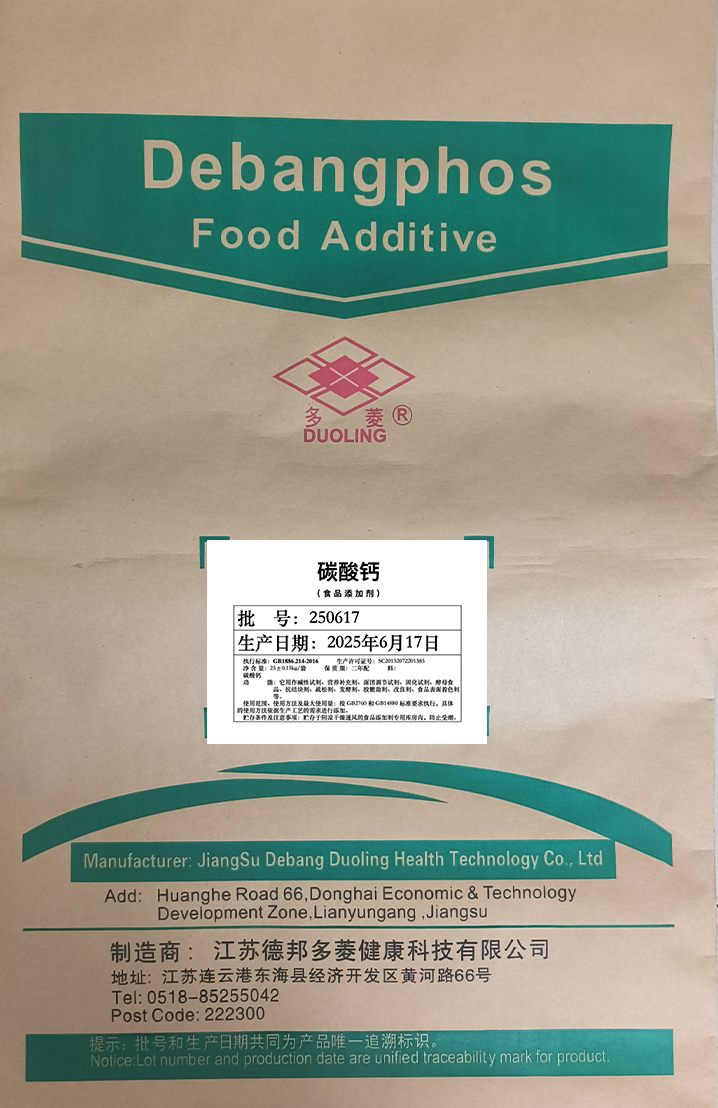 Debangphos
Food Additive
多菱®
DUOLING
碳酸钙
（食品添加剂）
批 号：250617
生产日期：2025年6月17日
执行标准：GB1886.214-2016 生产许可证号：SC20132072201385
净含量：25±0.15kg/袋 保质期：二年配 料：
碳酸钙
功 能：它用作碱性试剂、营养补充剂、面团调节试剂、固化试剂、酵母食
品、抗结块剂、疏松剂、发酵剂、胶糖助剂、改良剂、食品表面着色剂
等。
使用范围、使用方法及最大使用量：按GB2760和GB14880标准要求执行。具体
的使用方法依据生产工艺的需求进行添加。
贮存条件及注意事项：贮存于阴凉干燥通风的食品添加剂专用库房内。防止受潮。
Manufacturer: JiangSu Debang Duoling Health Technology Co., Ltd
Add: Huanghe Road 66,Donghai Economic & Technology
Development Zone,Lianyungang ,Jiangsu
制造商：江苏德邦多菱健康科技有限公司
地址：江苏连云港东海县经济开发区黄河路66号
Tel: 0518-85255042
Post Code: 222300
提示：批号和生产日期共同为产品唯一追溯标识。
Notice:Lot number and production date are unified traceability mark for product.